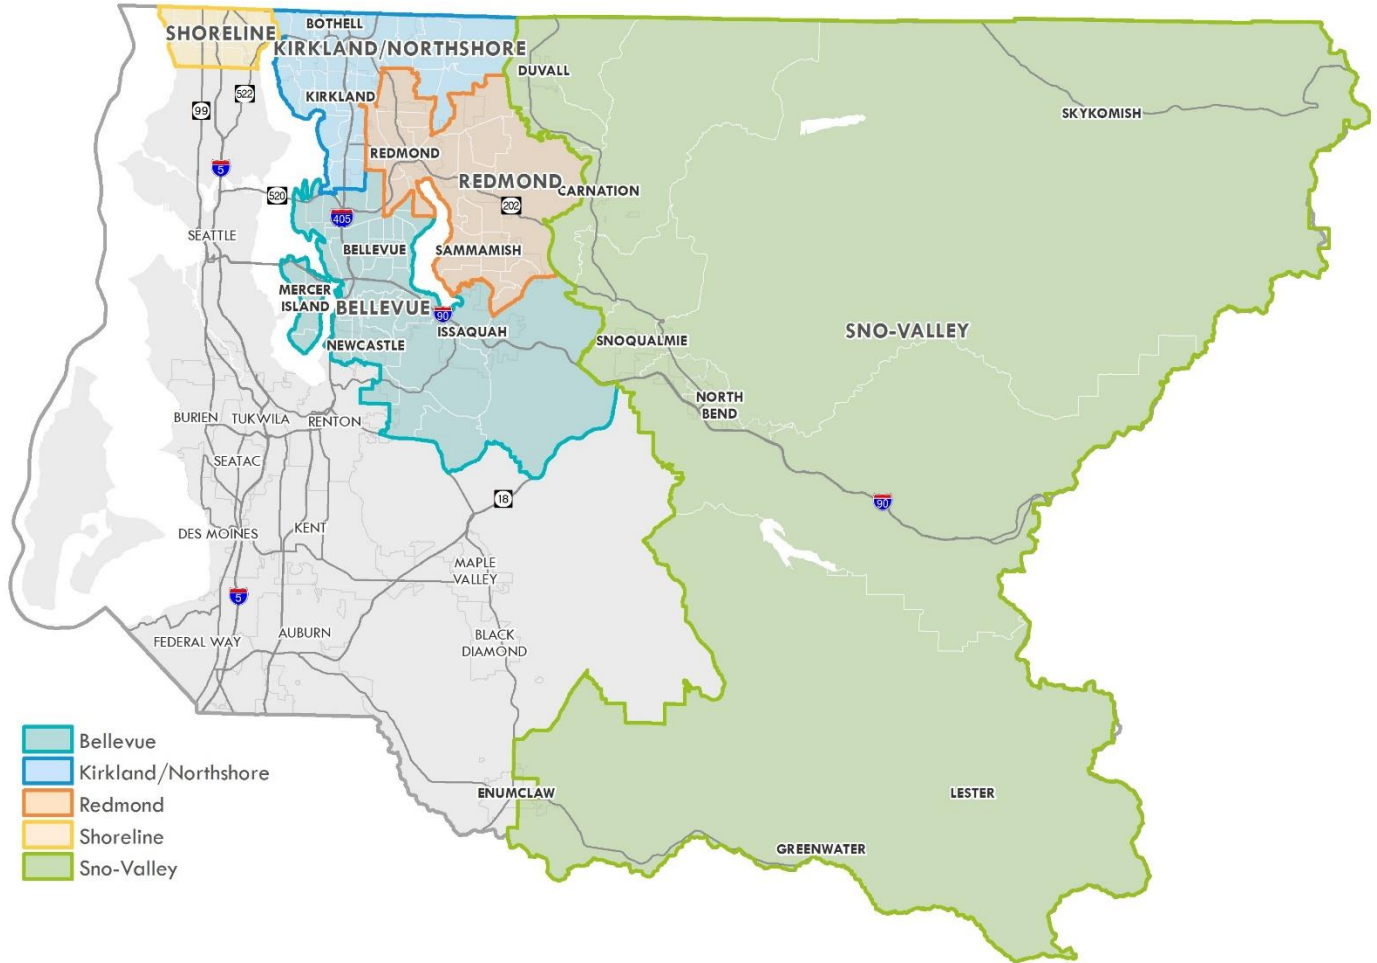 SHORELINE
BOTHELL
KIRKLAND/NORTHSHORE
DUVALL
522
KIRKLAND
99
SKYKOMISH
REDMOND
5
REDMOND
CARNATION
520
202
405
SEATTLE
BELLEVUE
SAMMAMISH
MERCER
ISLAND
BELLEVUE
90
ISSAQUAH
SNO-VALLEY
NEWCASTLE
SNOQUALMIE
NORTH
BEND
BURIEN
TUKWILA
RENTON
SEATAC
18
90
DES MOINES
KENT
MAPLE
VALLEY
5
FEDERAL WAY
AUBURN
BLACK
DIAMOND
Bellevue
Kirkland/Northshore
Redmond
Shoreline
Sno-Valley
ENUMCLAW
LESTER
GREENWATER